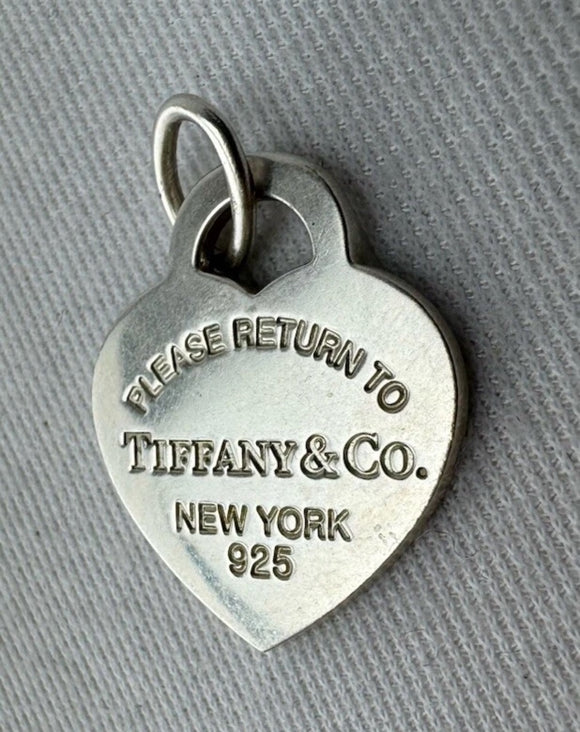 PLEASE RETURN TO
TIFFANY & CO.
NEW YORK
925